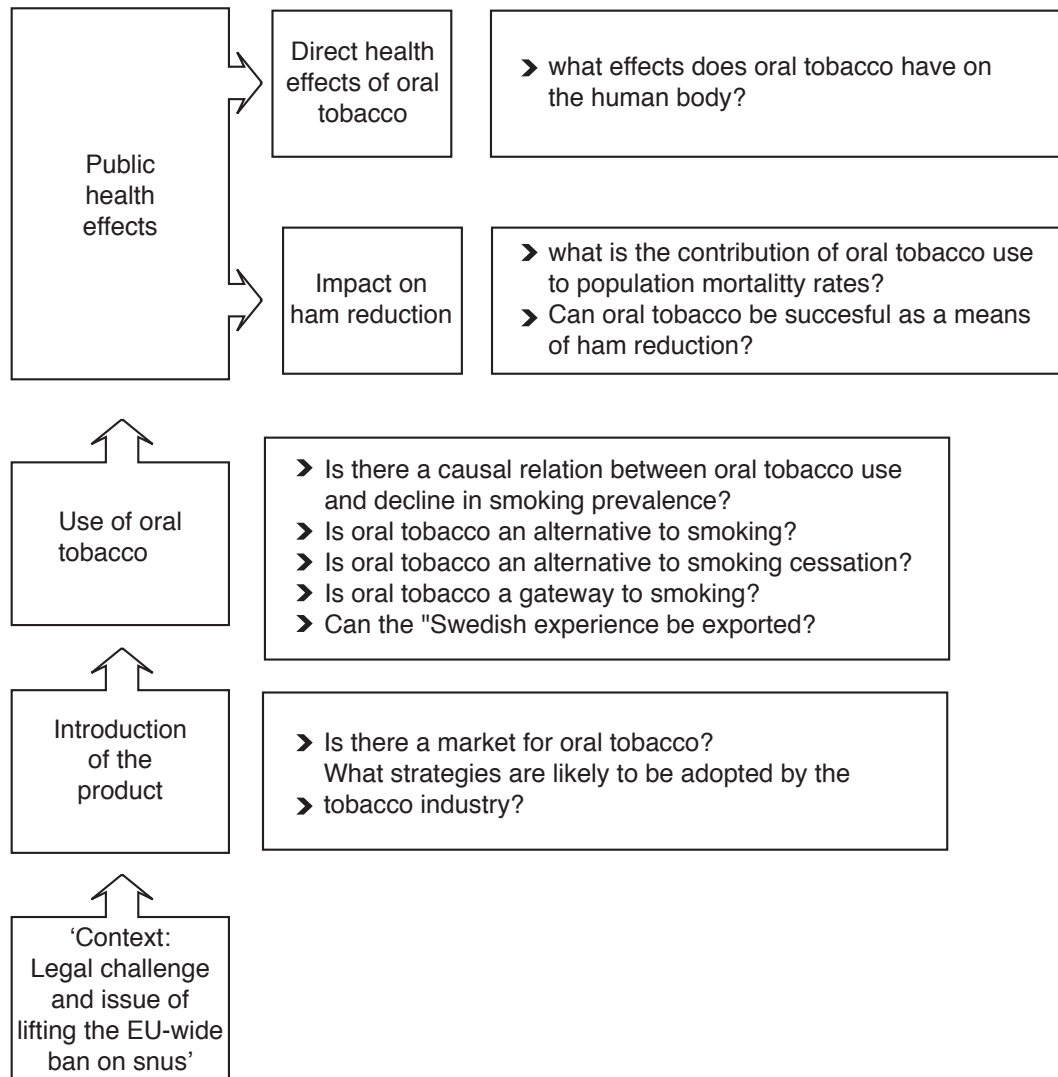 Public
health
effects
Direct health
effects of oral
tobacco
what effects does oral tobacco have on
the human body?
Impact on
ham reduction
what is the contribution of oral tobacco use
to population mortalitty rates?
Can oral tobacco be succesful as a means
of ham reduction?
Use of oral
tobacco
Is there a causal relation between oral tobacco use
and decline in smoking prevalence?
Is oral tobacco an alternative to smoking?
Is oral tobacco an alternative to smoking cessation?
Is oral tobacco a gateway to smoking?
Can the "Swedish experience be exported?
Introduction
of the
product
Is there a market for oral tobacco?
What strategies are likely to be adopted by the
tobacco industry?
‘Context:
Legal challenge
and issue of
lifting the EU-wide
ban on snus’